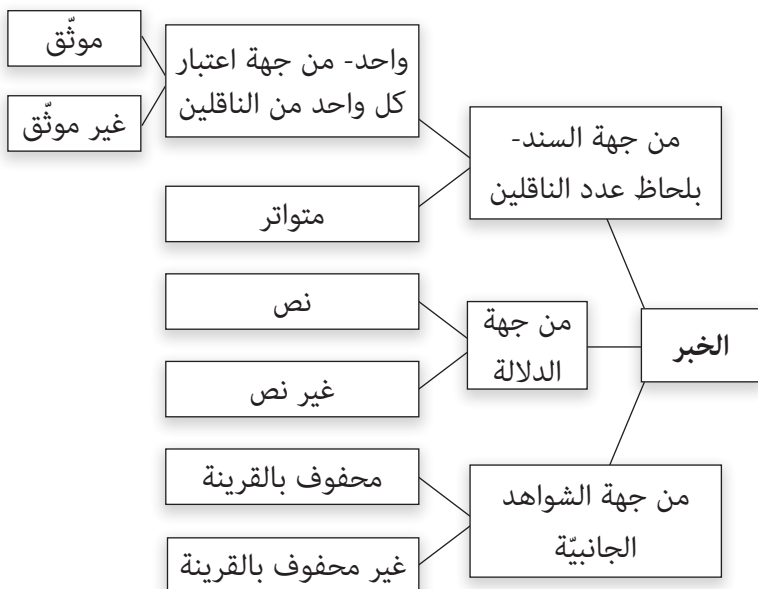 الخبر
من جهة السند-
بلحاظ عدد الناقلين
واحد- من جهة اعتبار
كل واحد من الناقلين
موثّق
غير موثّق
متواتر
من جهة
الدلالة
نص
غير نص
من جهة الشواهد
الجانبيّة
محفوف بالقرينة
غير محفوف بالقرينة